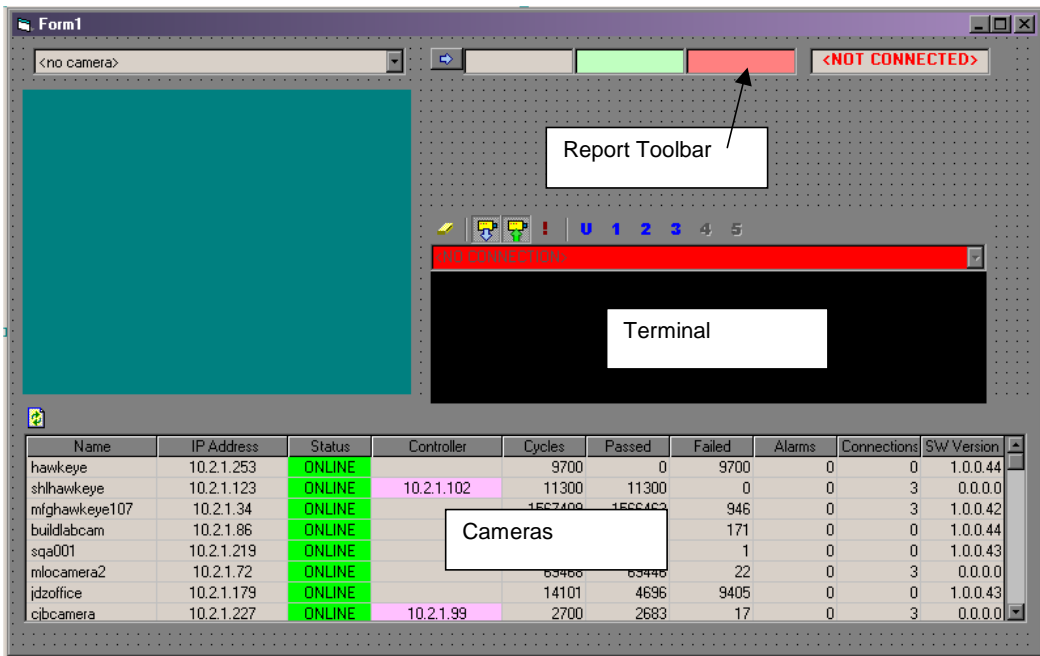 Form1
<no camera>
<NOT CONNECTED>
Report Toolbar
! U 1 2 3 4 5
<NO CONNECTION>
Terminal
Name IP Address Status Controller Cycles Passed Failed Alarms Connections SW Version
hawkeye 10.2.1.253 ONLINE 9700 0 9700 0 0 1.0.0.44
shlhawkeye 10.2.1.123 ONLINE 10.2.1.102 11300 11300 0 0 3 0.0.0.0
mfghawkeye107 10.2.1.34 ONLINE 946 0 3 1.0.0.42
buildlabcam 10.2.1.86 ONLINE 171 0 0 1.0.0.44
Cameras
sqa001 10.2.1.219 ONLINE 1 0 0 1.0.0.43
mlocamera2 10.2.1.72 ONLINE 63468 63446 22 0 3 0.0.0.0
jdzoffice 10.2.1.179 ONLINE 14101 4696 9405 0 0 1.0.0.43
cjbcamera 10.2.1.227 ONLINE 10.2.1.99 2700 2683 17 0 3 0.0.0.0